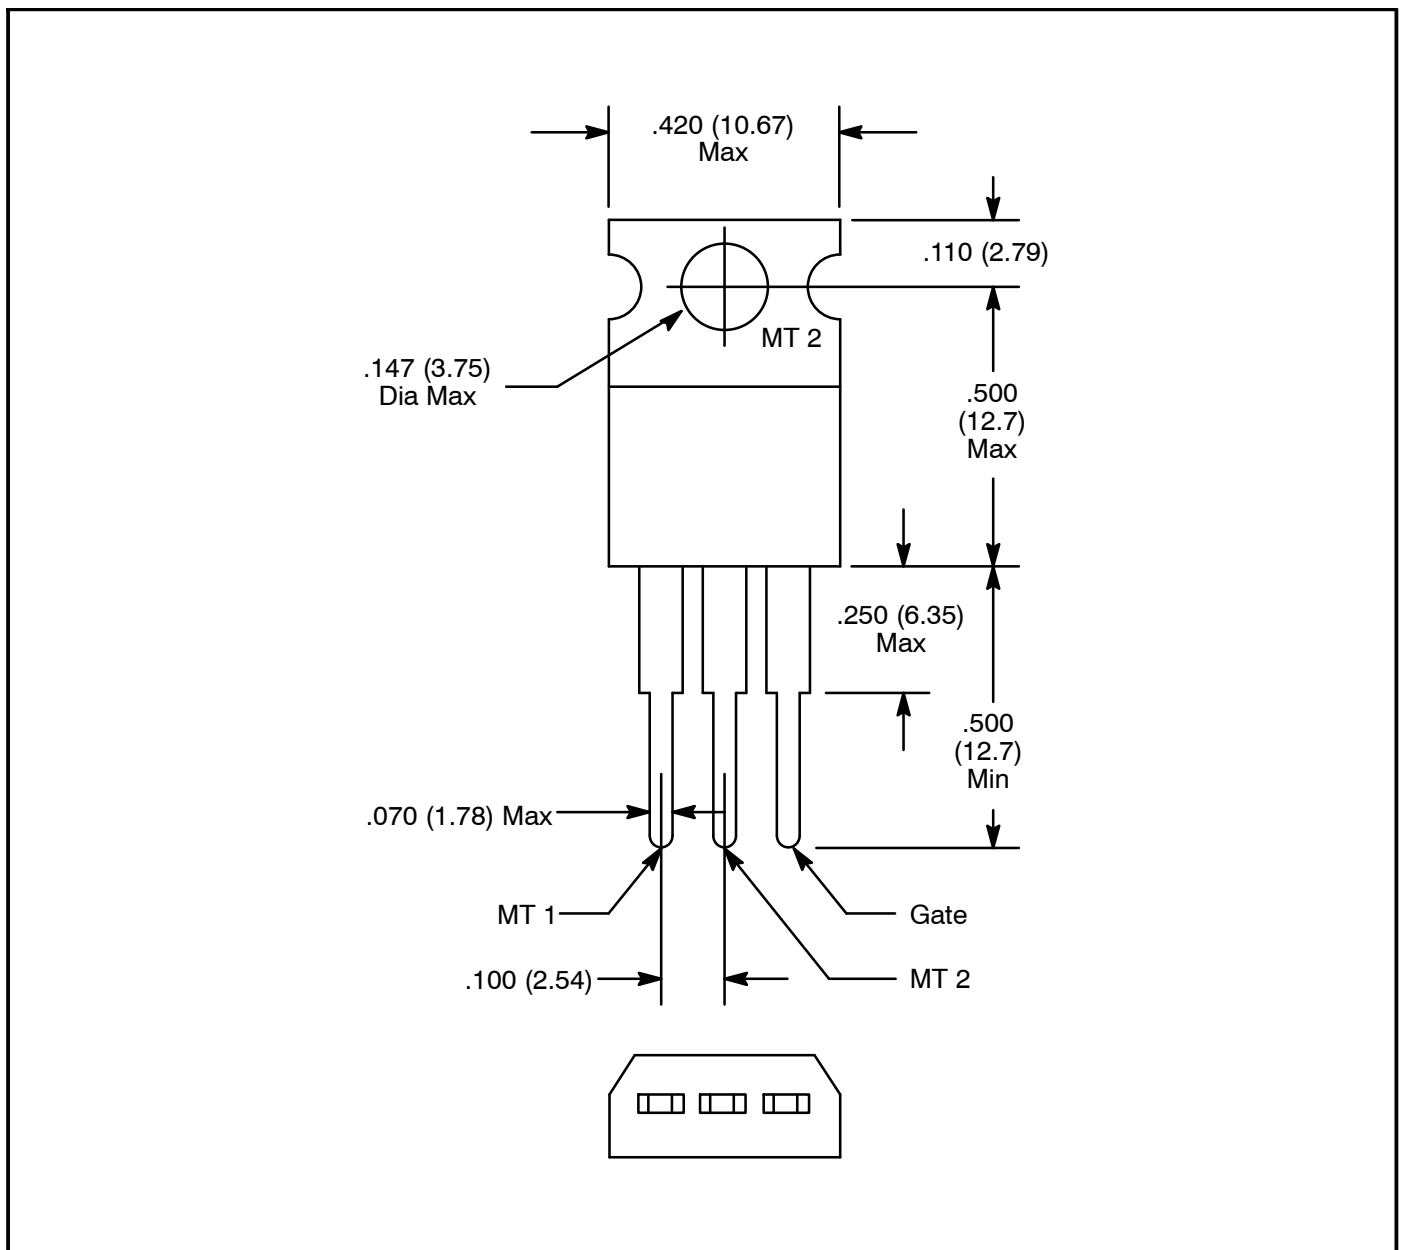 .420 (10.67)
Max
.110 (2.79)
MT 2
.147 (3.75)
Dia Max
.500
(12.7)
Max
.250 (6.35)
Max
.500
(12.7)
Min
.070 (1.78) Max
MT 1
Gate
.100 (2.54)
MT 2